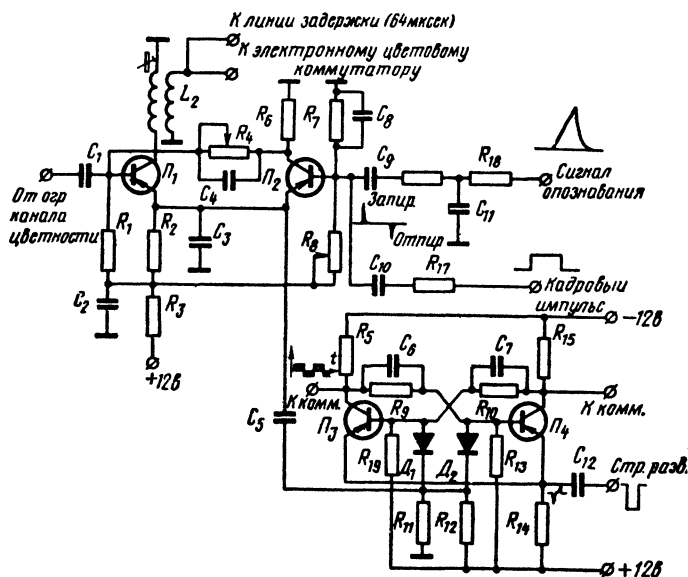 К линии задержки (64мксек)
К электронному цветовому
коммутатору
L2
R6
R7
C8
R4
C1
П1
C4
П2
C9
R18
Сигнал
опознавания
От огр
канала
цветности
Запир.
Отпир.
C11
R1
R2
C3
R8
C10
R17
Кадровый
импульс
C2
R3
+12в
−12в
R5
C6
C7
R15
t
К комм.
К комм.
R9
R10
C5
П3
П4
R19
Д1
Д2
R13
C12
Стр. разв.
R11
R12
R14
+12в